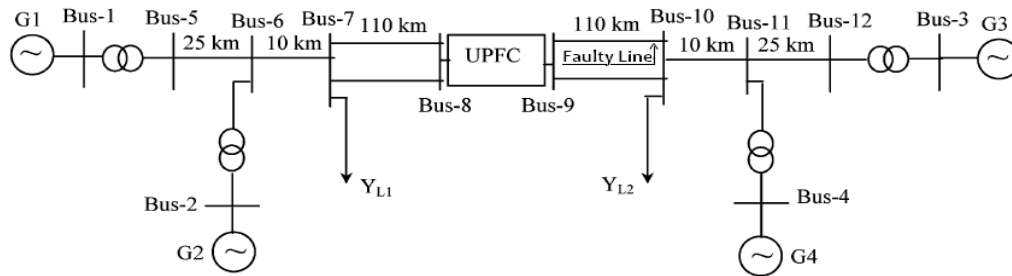 G1
Bus-1
Bus-5
Bus-6
Bus-7
110 km
110 km
Bus-10
Bus-11
Bus-12
Bus-3
G3
25 km
10 km
UPFC
Faulty Line
10 km
25 km
Bus-8
Bus-9
YL1
YL2
Bus-2
Bus-4
G2
G4